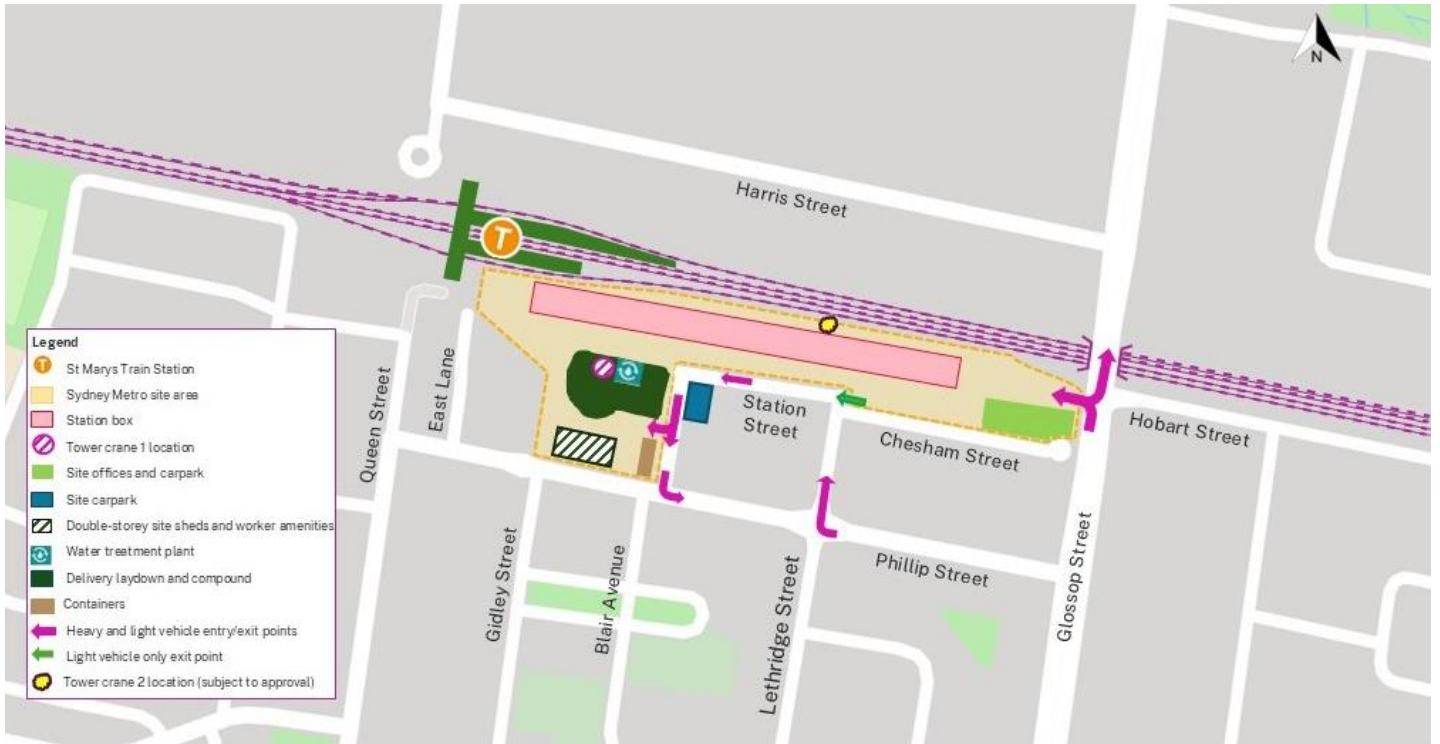 N
Harris Street
T
Legend
T
St Marys Train Station
Sydney Metro site area
Station box
Tower crane 1 location
Site offices and carpark
Site carpark
Double-storey site sheds and worker amenities
Water treatment plant
Delivery laydown and compound
Containers
Heavy and light vehicle entry/exit points
Light vehicle only exit point
Tower crane 2 location (subject to approval)
Queen Street
East Lane
Station
Street
Chesham Street
Hobart Street
Gidley Street
Blair Avenue
Lethridge Street
Phillip Street
Glossop Street